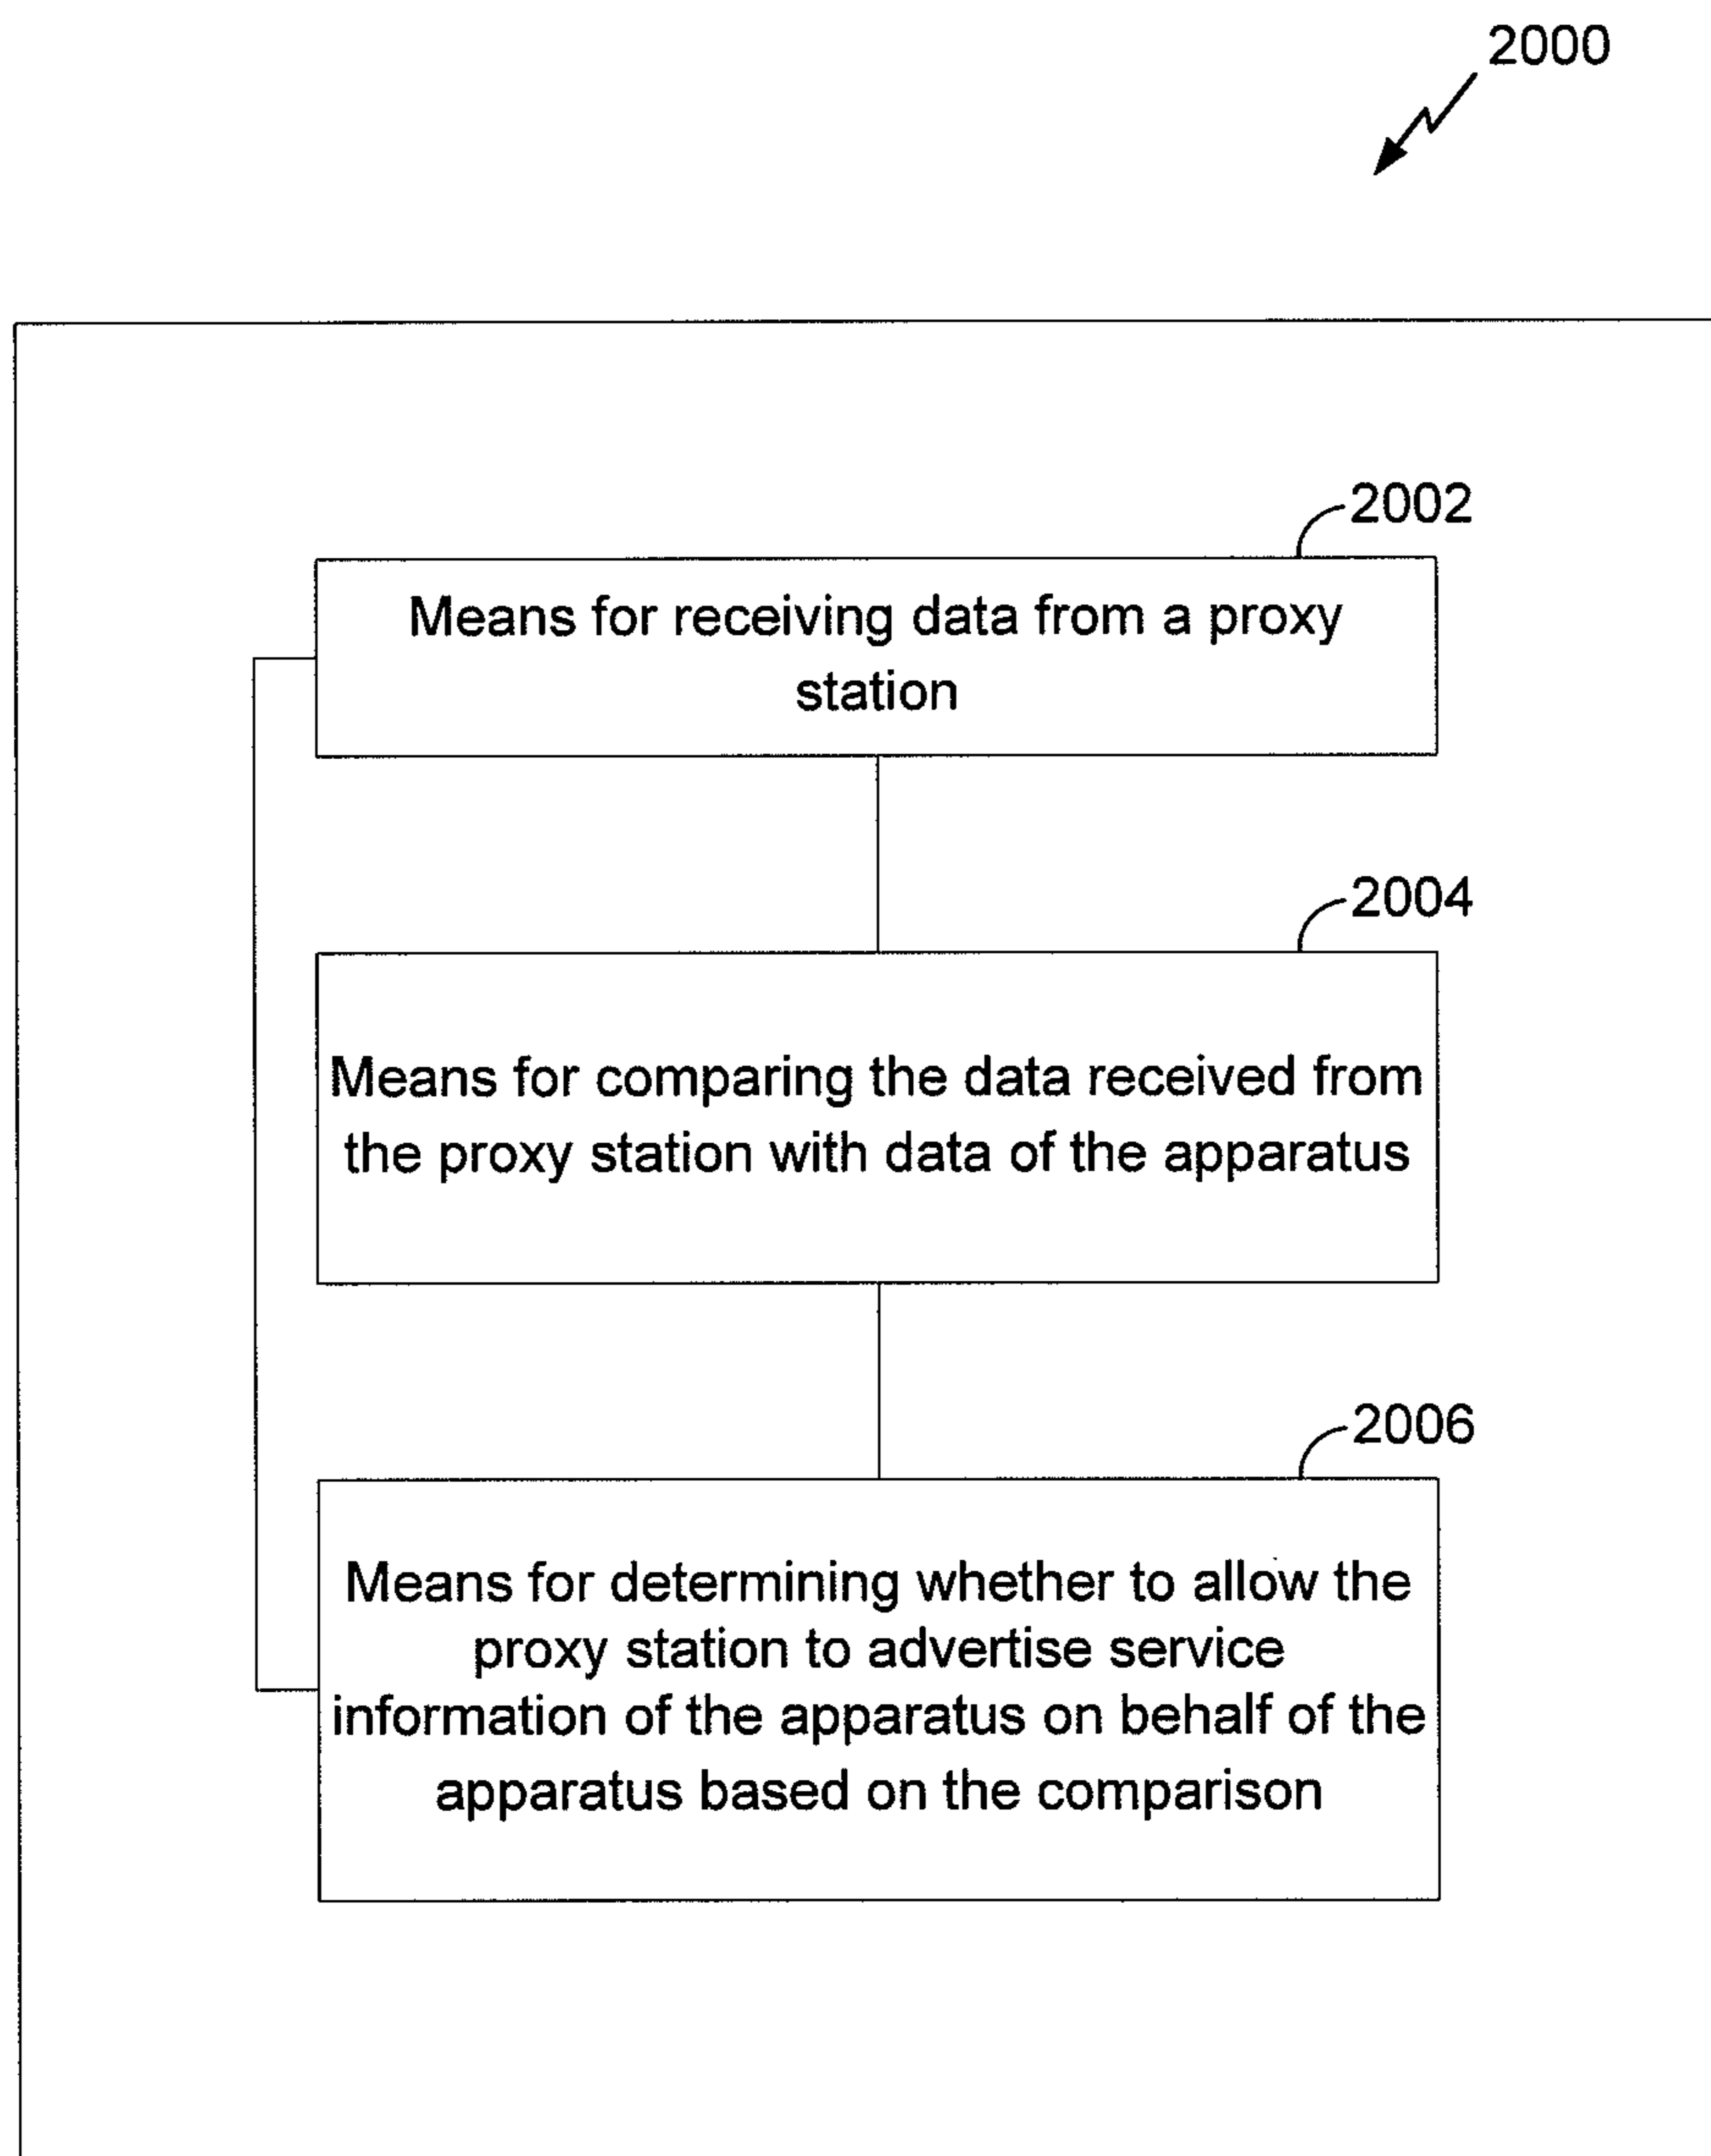 2000
2002
Means for receiving data from a proxy
station
2004
Means for comparing the data received from
the proxy station with data of the apparatus
2006
Means for determining whether to allow the
proxy station to advertise service
information of the apparatus on behalf of the
apparatus based on the comparison